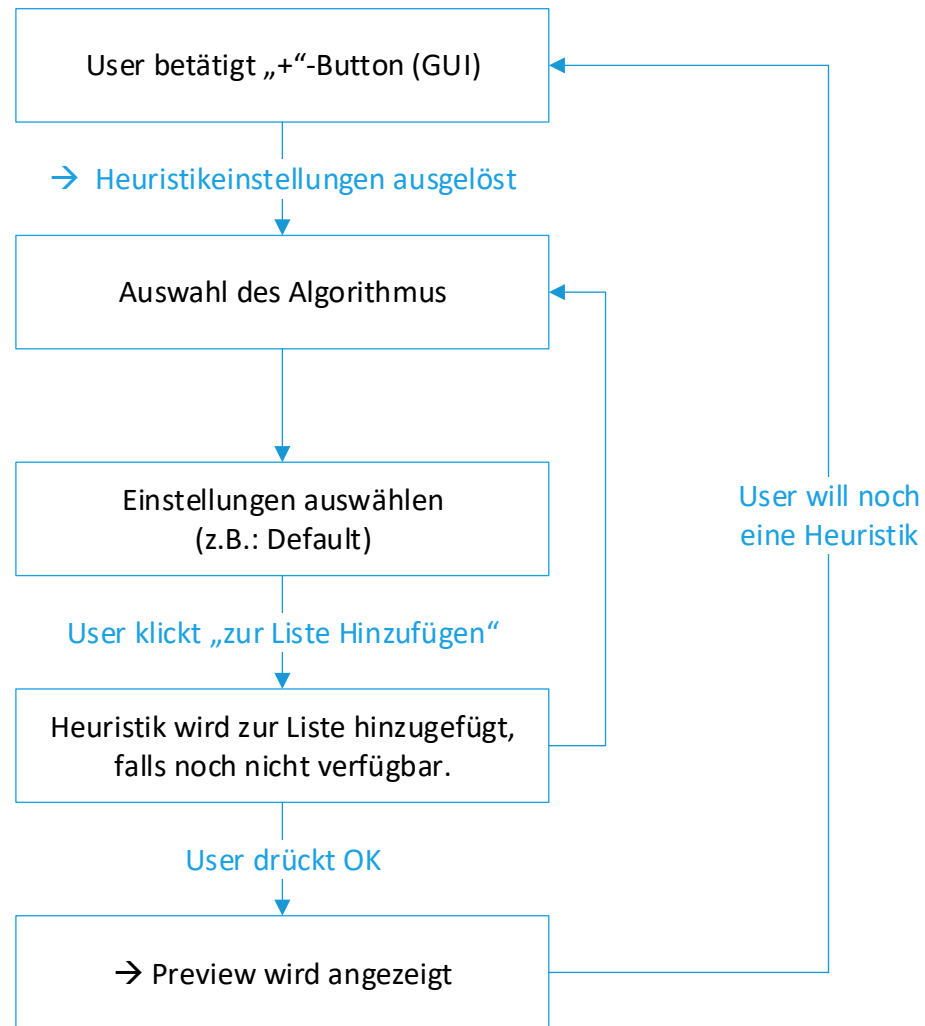 User betätigt „+“-Button (GUI)
→ Heuristikeinstellungen ausgelöst
Auswahl des Algorithmus
Einstellungen auswählen
(z.B.: Default)
User will noch
eine Heuristik
User klickt „zur Liste Hinzufügen“
Heuristik wird zur Liste hinzugefügt,
falls noch nicht verfügbar.
User drückt OK
→ Preview wird angezeigt